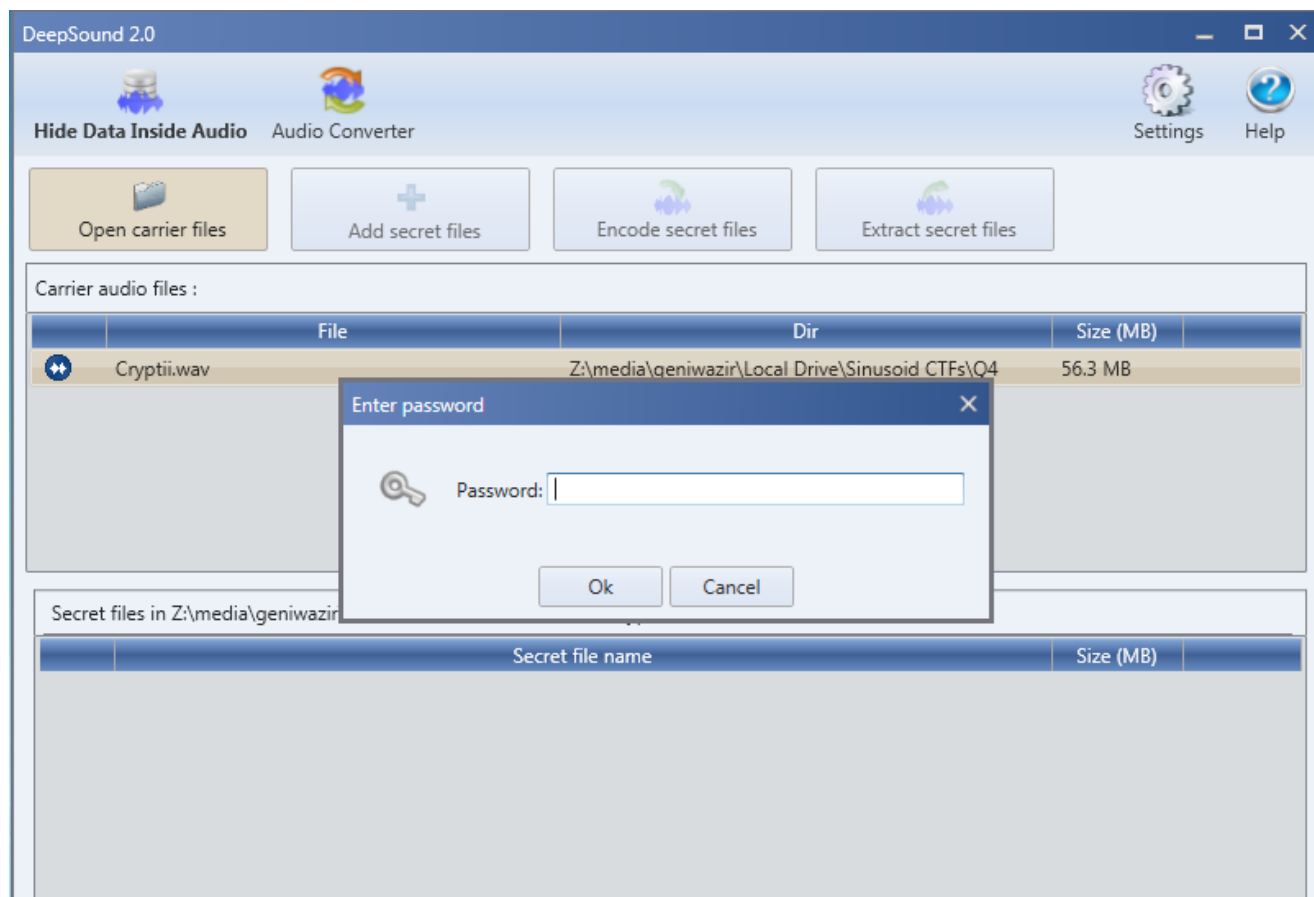 DeepSound 2.0
Hide Data Inside Audio Audio Converter Settings Help
Open carrier files Add secret files Encode secret files Extract secret files
Carrier audio files :
File Dir Size (MB)
Cryptii.wav Z:\media\geniwazir\Local Drive\Sinusoid CTFs\Q4 56.3 MB
Enter password
Password:
Ok Cancel
Secret files in Z:\media\geniwazir
Secret file name Size (MB)